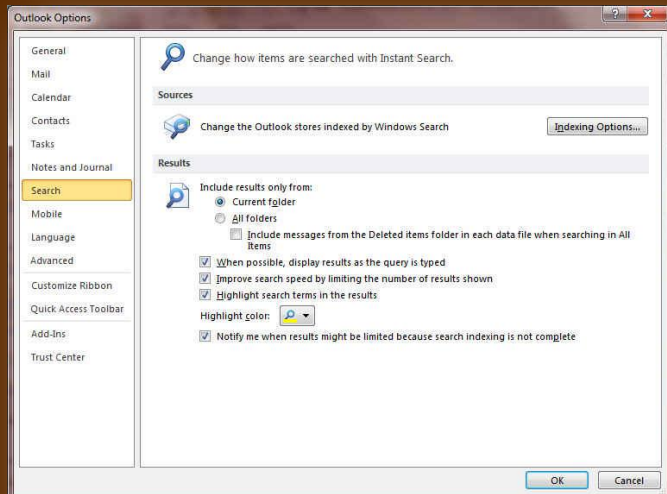 Outlook Options
General
Mail
Calendar
Contacts
Tasks
Notes and Journal
Search
Mobile
Language
Advanced
Customize Ribbon
Quick Access Toolbar
Add-Ins
Trust Center
Change how items are searched with Instant Search.
Sources
Change the Outlook stores indexed by Windows Search
Indexing Options...
Results
Include results only from:
Current folder
All folders
Include messages from the Deleted items folder in each data file when searching in All
Items
When possible, display results as the query is typed
Improve search speed by limiting the number of results shown
Highlight search terms in the results
Highlight color:
Notify me when results might be limited because search indexing is not complete
OK
Cancel